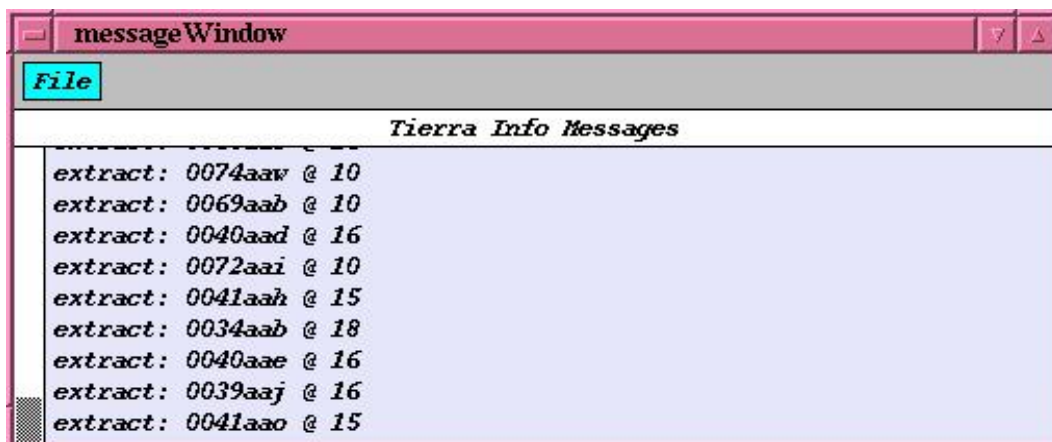 messageWindow
File
Tierra Info Messages
extract: 0074aaw @ 10
extract: 0069aab @ 10
extract: 0040aad @ 16
extract: 0072aai @ 10
extract: 0041aah @ 15
extract: 0034aab @ 18
extract: 0040aae @ 16
extract: 0039aaj @ 16
extract: 0041aao @ 15